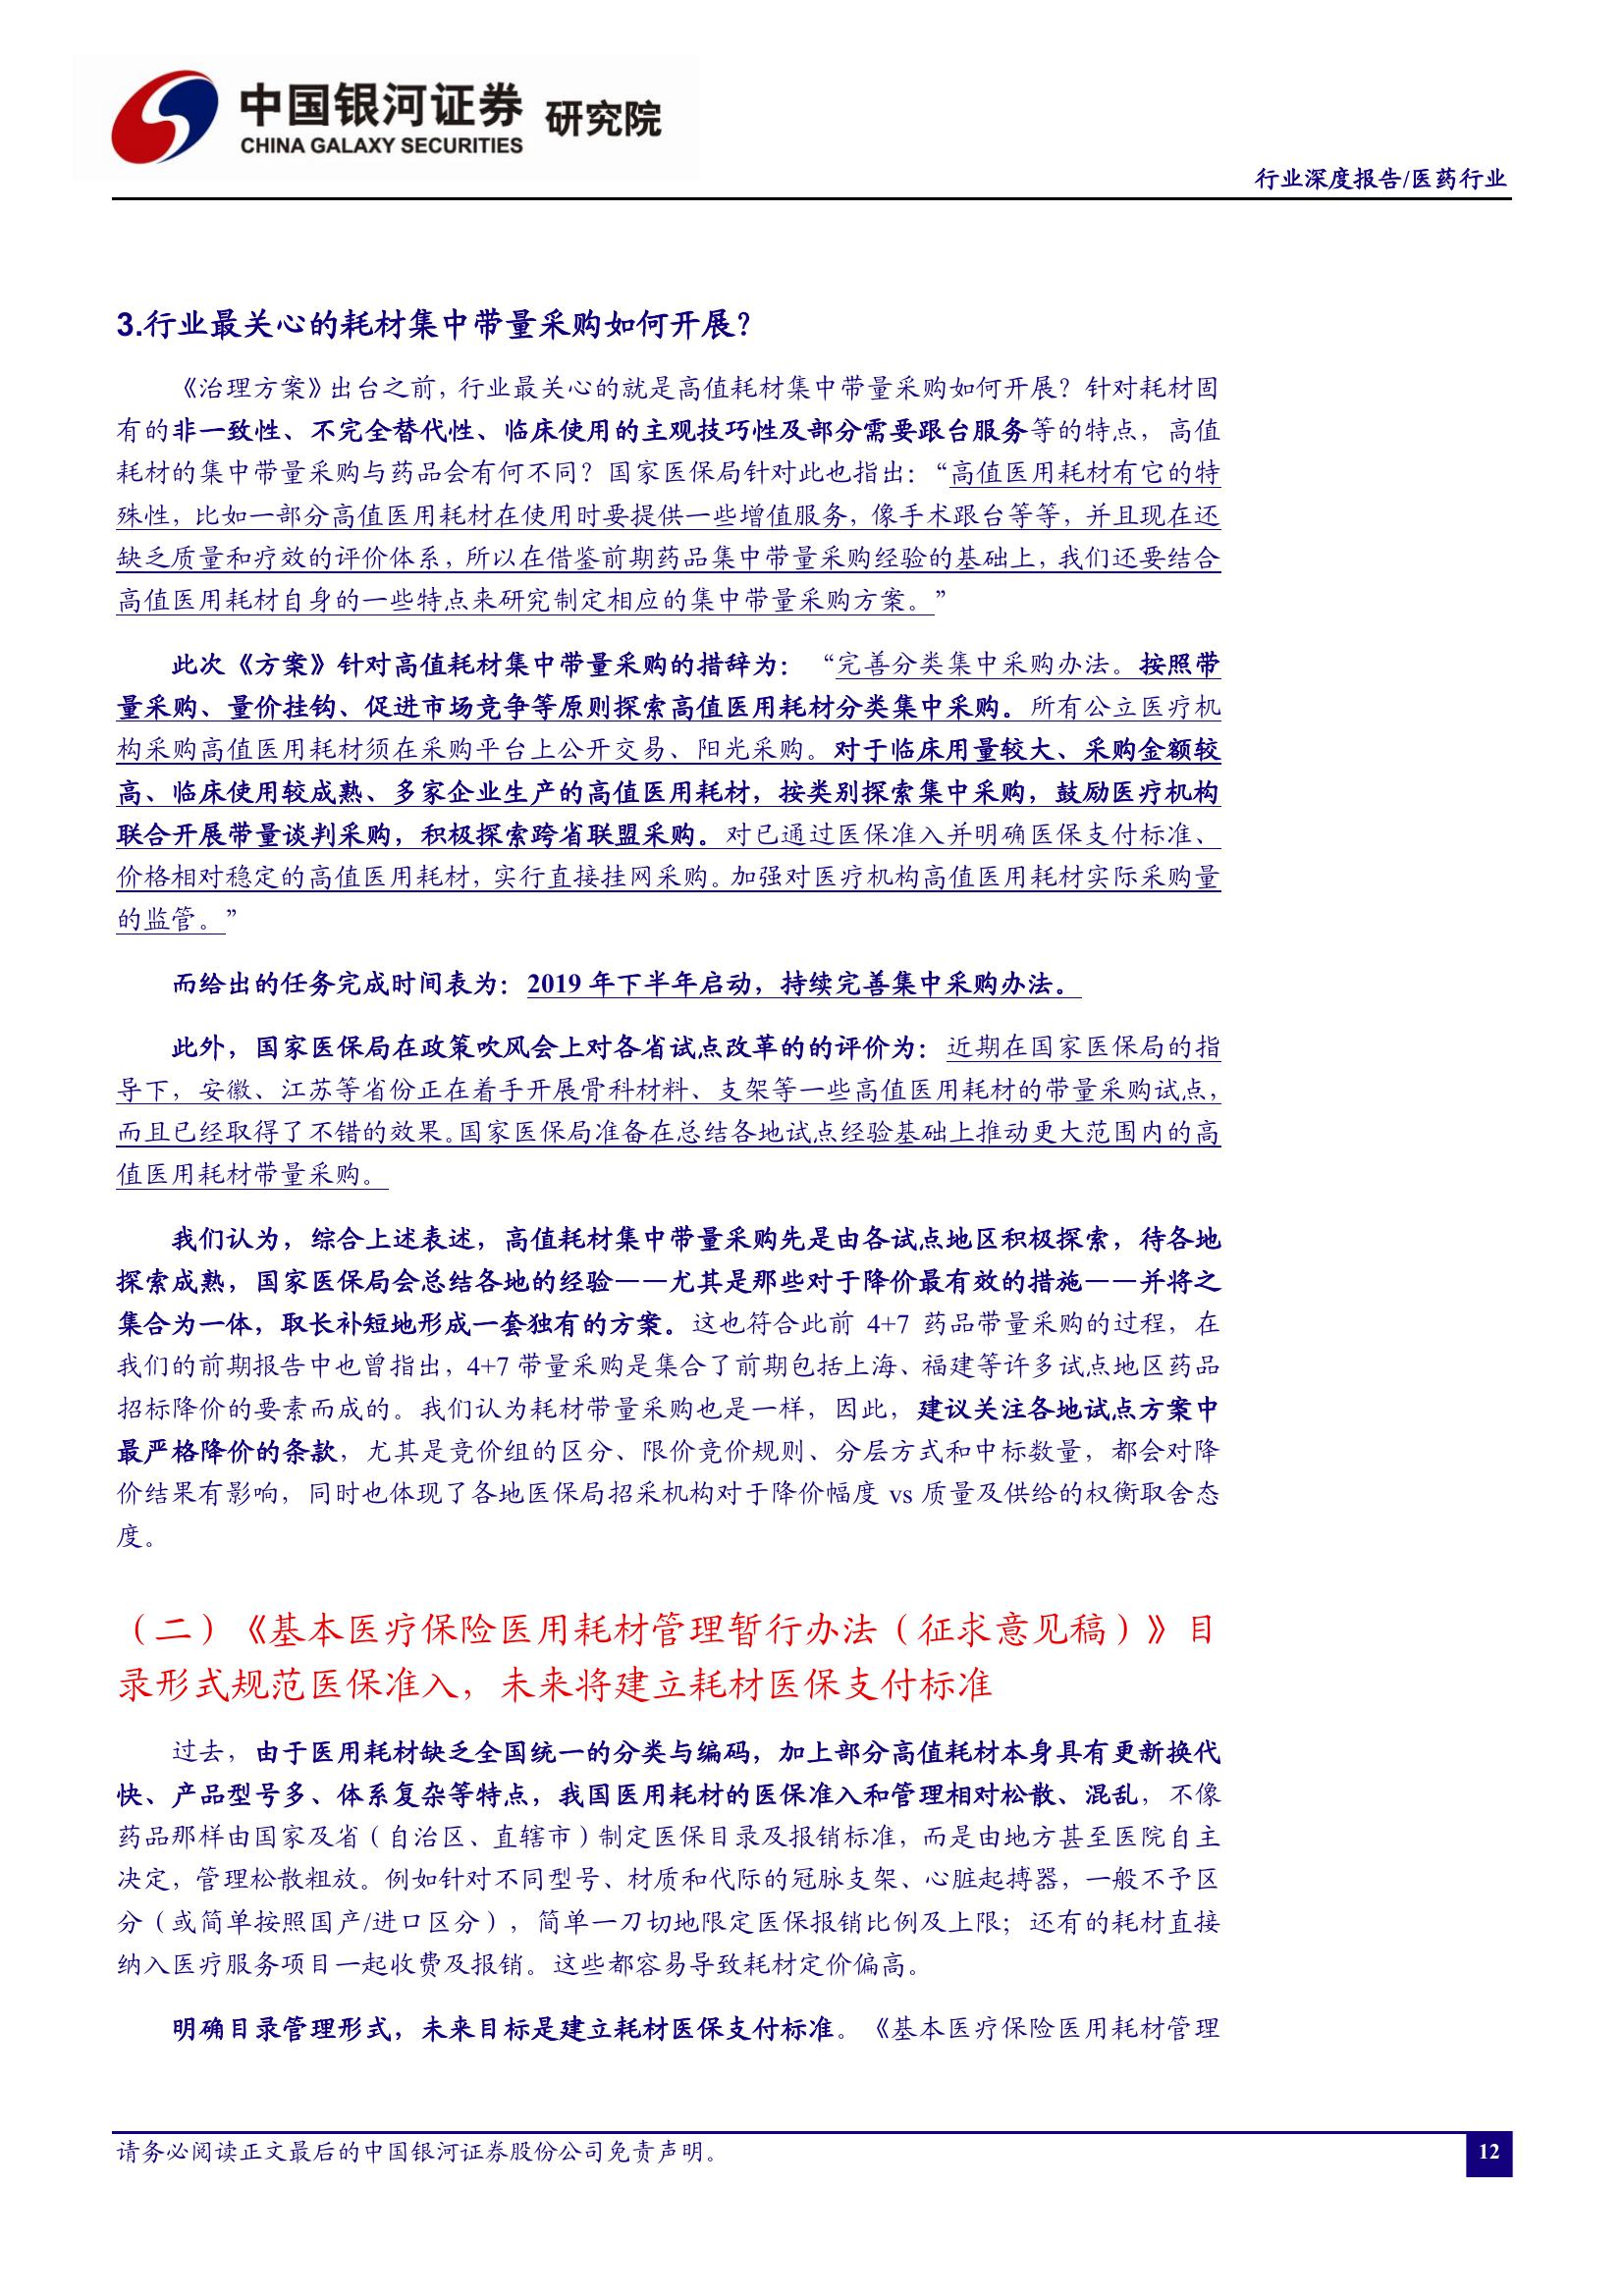 中国银河证券 研究院
CHINA GALAXY SECURITIES
行业深度报告/医药行业
3.行业最关心的耗材集中带量采购如何开展？
《治理方案》出台之前，行业最关心的就是高值耗材集中带量采购如何开展？针对耗材固
有的非一致性、不完全替代性、临床使用的主观技巧性及部分需要跟台服务等的特点，高值
耗材的集中带量采购与药品会有何不同？国家医保局针对此也指出：“高值医用耗材有它的特
殊性，比如一部分高值医用耗材在使用时要提供一些增值服务，像手术跟台等等，并且现在还
缺乏质量和疗效的评价体系，所以在借鉴前期药品集中带量采购经验的基础上，我们还要结合
高值医用耗材自身的一些特点来研究制定相应的集中带量采购方案。”
此次《方案》针对高值耗材集中带量采购的措辞为：“完善分类集中采购办法。按照带
量采购、量价挂钩、促进市场竞争等原则探索高值医用耗材分类集中采购。所有公立医疗机
构采购高值医用耗材须在采购平台上公开交易、阳光采购。对于临床用量较大、采购金额较
高、临床使用较成熟、多家企业生产的高值医用耗材，按类别探索集中采购，鼓励医疗机构
联合开展带量谈判采购，积极探索跨省联盟采购。对已通过医保准入并明确医保支付标准、
价格相对稳定的高值医用耗材，实行直接挂网采购。加强对医疗机构高值医用耗材实际采购量
的监管。”
而给出的任务完成时间表为：2019 年下半年启动，持续完善集中采购办法。
此外，国家医保局在政策吹风会上对各省试点改革的的评价为：近期在国家医保局的指
导下，安徽、江苏等省份正在着手开展骨科材料、支架等一些高值医用耗材的带量采购试点，
而且已经取得了不错的效果。国家医保局准备在总结各地试点经验基础上推动更大范围内的高
值医用耗材带量采购。
我们认为，综合上述表述，高值耗材集中带量采购先是由各试点地区积极探索，待各地
探索成熟，国家医保局会总结各地的经验——尤其是那些对于降价最有效的措施——并将之
集合为一体，取长补短地形成一套独有的方案。这也符合此前 4+7 药品带量采购的过程，在
我们的前期报告中也曾指出，4+7 带量采购是集合了前期包括上海、福建等许多试点地区药品
招标降价的要素而成的。我们认为耗材带量采购也是一样，因此，建议关注各地试点方案中
最严格降价的条款，尤其是竞价组的区分、限价竞价规则、分层方式和中标数量，都会对降
价结果有影响，同时也体现了各地医保局招采机构对于降价幅度 vs 质量及供给的权衡取舍态
度。
（二）《基本医疗保险医用耗材管理暂行办法（征求意见稿）》目
录形式规范医保准入，未来将建立耗材医保支付标准
过去，由于医用耗材缺乏全国统一的分类与编码，加上部分高值耗材本身具有更新换代
快、产品型号多、体系复杂等特点，我国医用耗材的医保准入和管理相对松散、混乱，不像
药品那样由国家及省（自治区、直辖市）制定医保目录及报销标准，而是由地方甚至医院自主
决定，管理松散粗放。例如针对不同型号、材质和代际的冠脉支架、心脏起搏器，一般不予区
分（或简单按照国产/进口区分），简单一刀切地限定医保报销比例及上限；还有的耗材直接
纳入医疗服务项目一起收费及报销。这些都容易导致耗材定价偏高。
明确目录管理形式，未来目标是建立耗材医保支付标准。《基本医疗保险医用耗材管理
请务必阅读正文最后的中国银河证券股份公司免责声明。
12